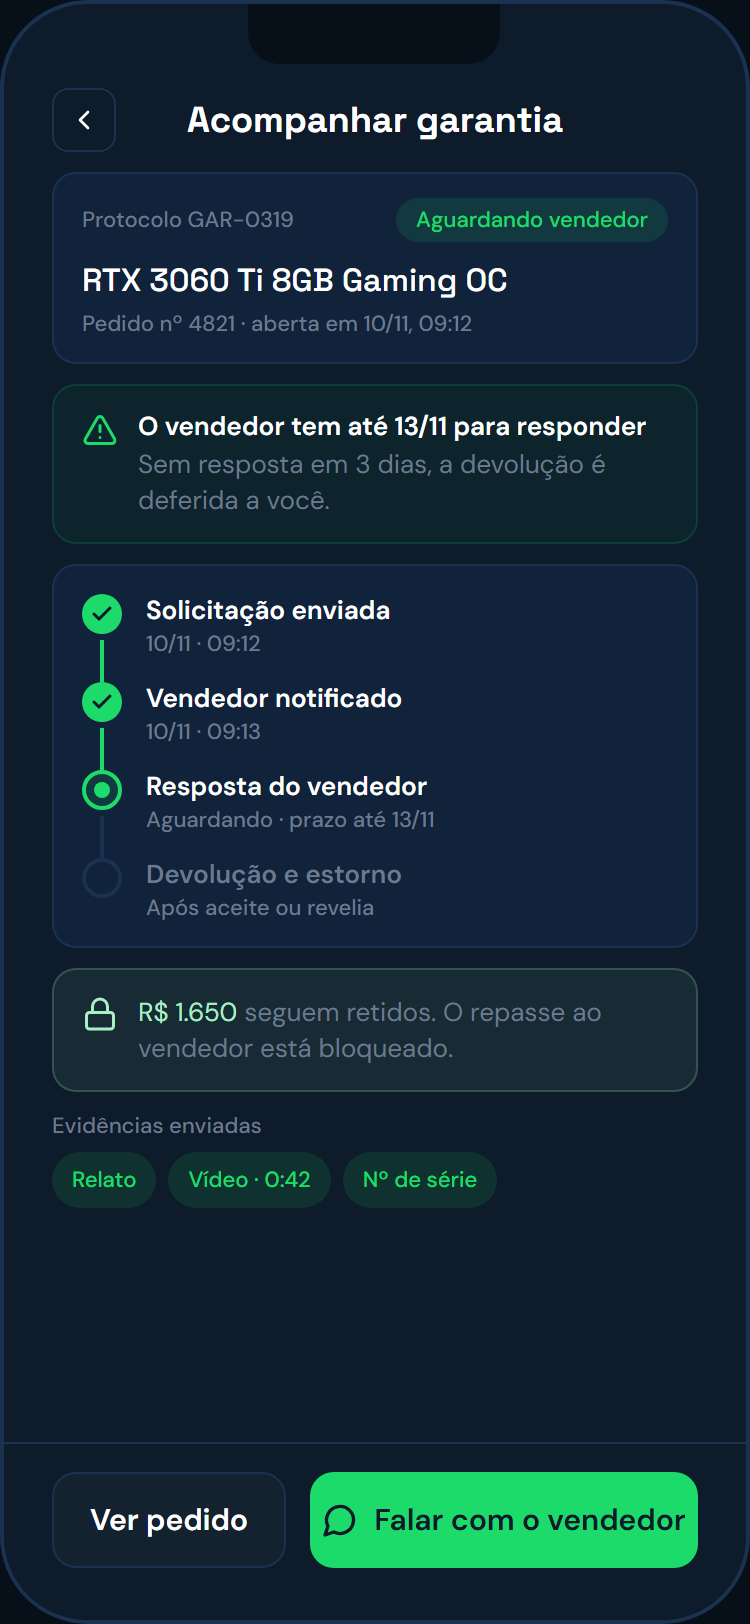 Acompanhar garantia
Protocolo GAR-0319
Aguardando vendedor
RTX 3060 Ti 8GB Gaming OC
Pedido nº 4821 · aberta em 10/11, 09:12
O vendedor tem até 13/11 para responder
Sem resposta em 3 dias, a devolução é
deferida a você.
Solicitação enviada
10/11 · 09:12
Vendedor notificado
10/11 · 09:13
Resposta do vendedor
Aguardando · prazo até 13/11
Devolução e estorno
Após aceite ou revelia
R$ 1.650 seguem retidos. O repasse ao
vendedor está bloqueado.
Evidências enviadas
Relato
Vídeo · 0:42
Nº de série
Ver pedido
Falar com o vendedor